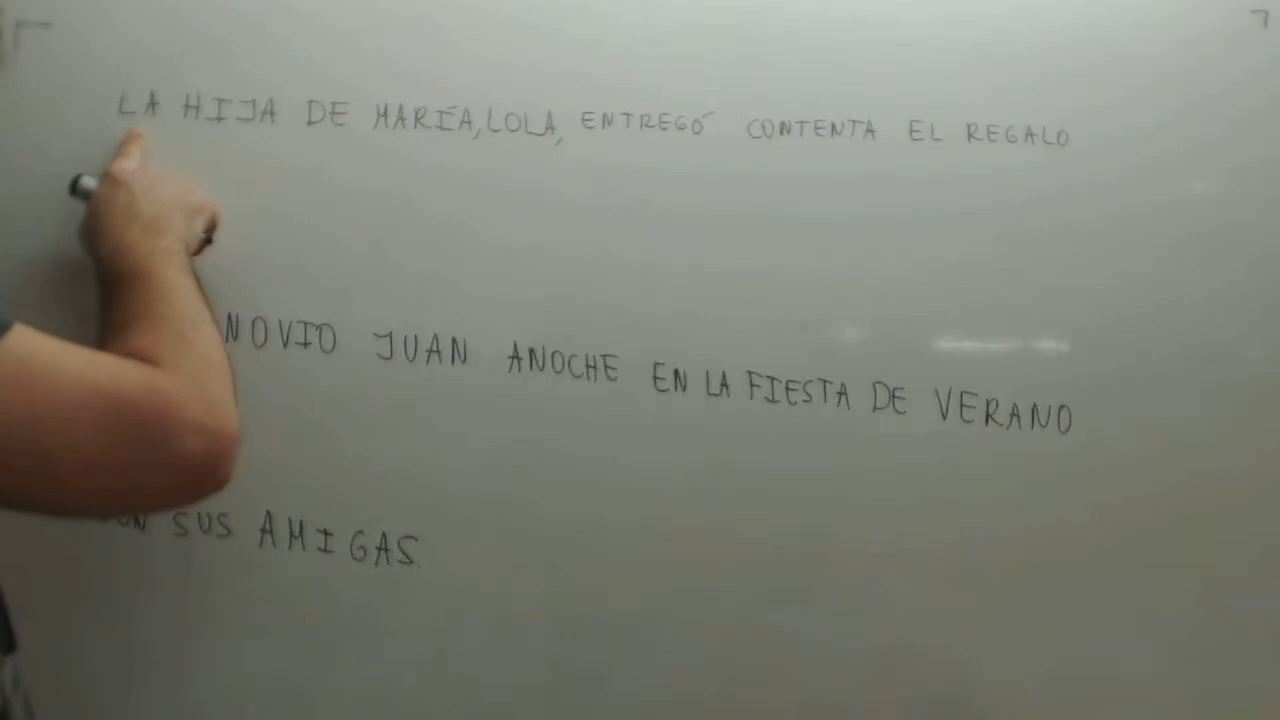 LA HIJA DE MARÍA, LOLA, ENTREGÓ CONTENTA EL REGALO
NOVIO JUAN ANOCHE EN LA FIESTA DE VERANO
SUS AMIGAS